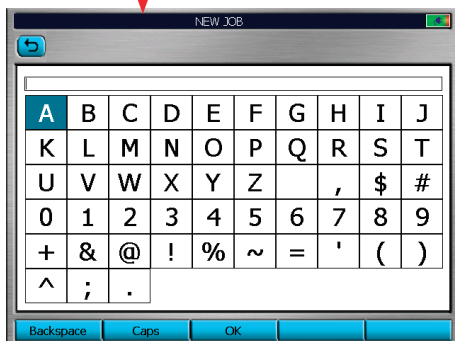 NEW JOB
A B C D E F G H I J
K L M N O P Q R S T
U V W X Y Z , $ #
0 1 2 3 4 5 6 7 8 9
+ & @ ! % ~ = ' ( )
^ ; .
Backspace Caps OK